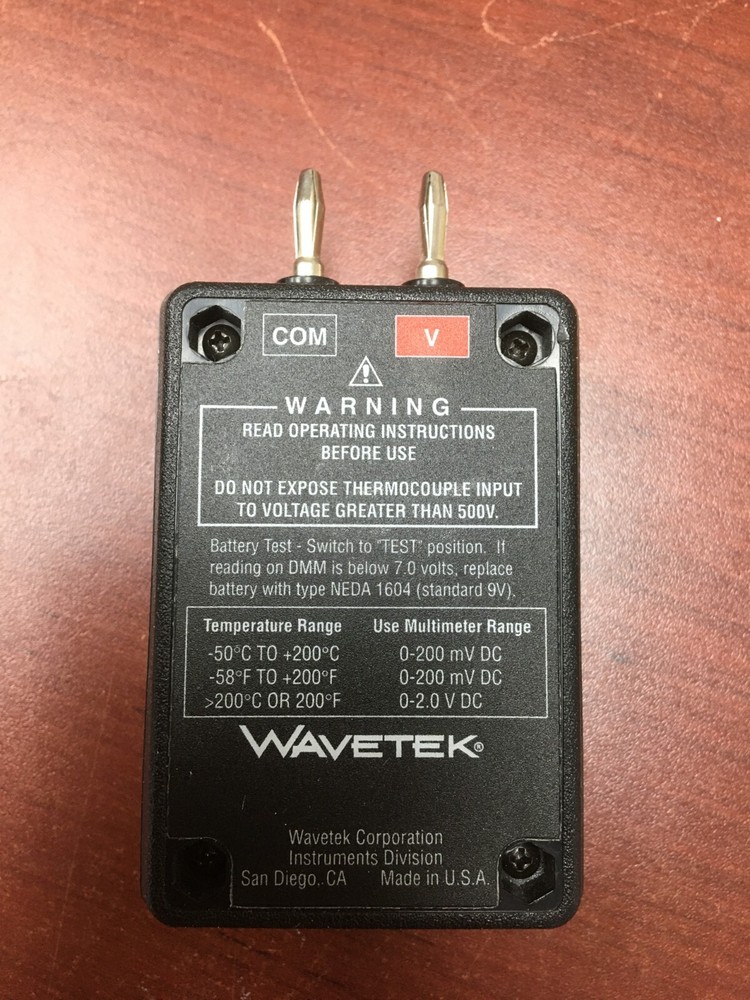 COM V
WARNING
READ OPERATING INSTRUCTIONS
BEFORE USE
DO NOT EXPOSE THERMOCOUPLE INPUT
TO VOLTAGE GREATER THAN 500V.
Battery Test - Switch to "TEST" position. If
reading on DMM is below 7.0 volts, replace
battery with type NEDA 1604 (standard 9V).
Temperature Range Use Multimeter Range
-50°C TO +200°C 0-200 mV DC
-58°F TO +200°F 0-200 mV DC
>200°C OR 200°F 0-2.0 V DC
WAVETEK®
Wavetek Corporation
Instruments Division
San Diego, CA Made in U.S.A.